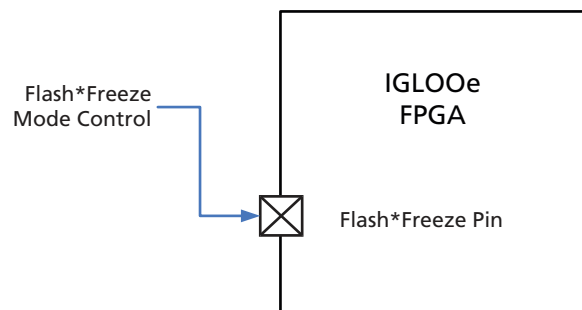 IGLOOe
FPGA
Flash*Freeze
Mode Control
Flash*Freeze Pin